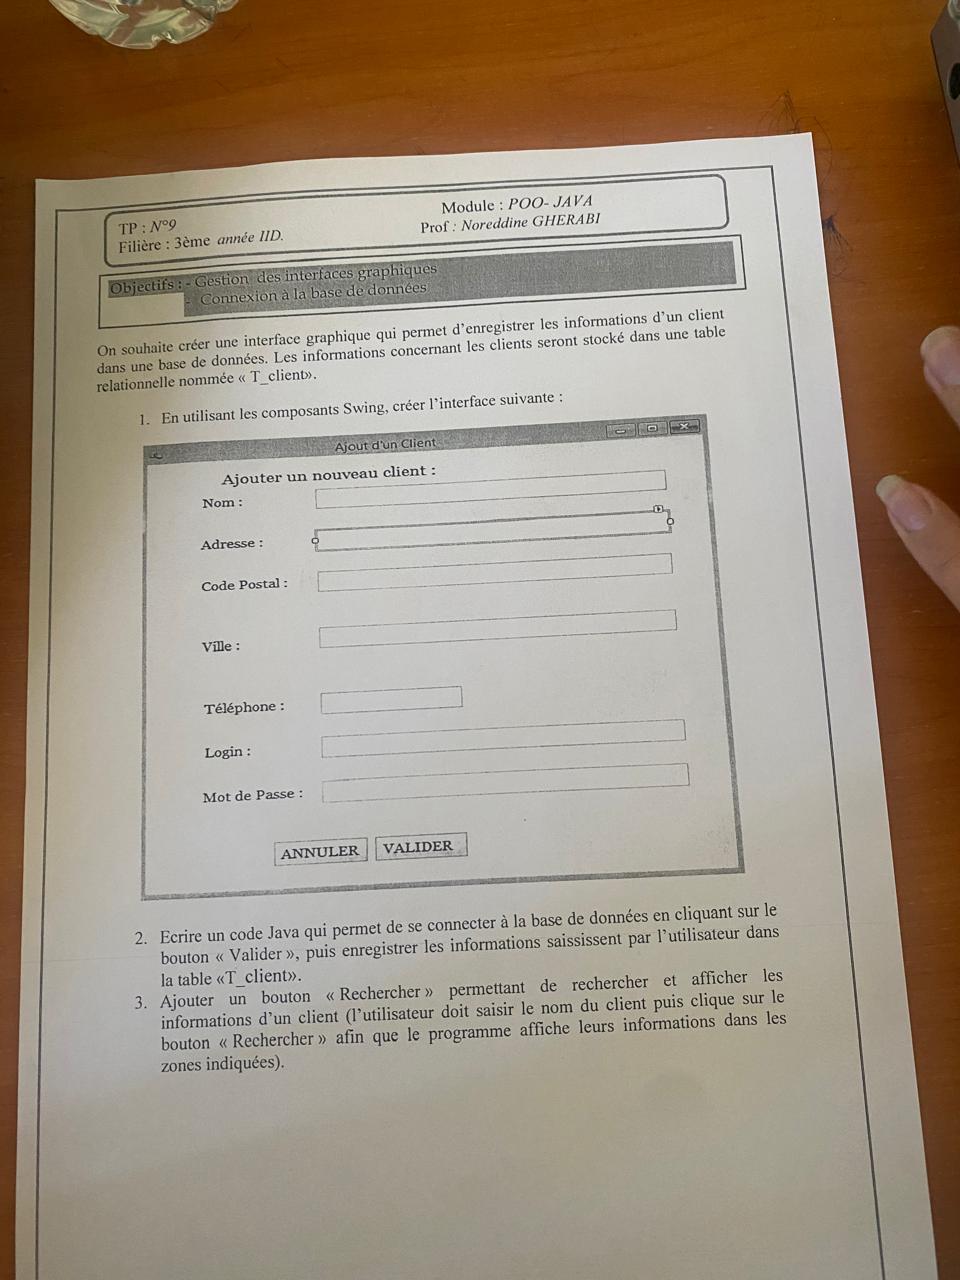 TP : N°9
Filière : 3ème année IID.
Module : POO- JAVA
Prof : Noreddine GHERABI
Objectifs : - Gestion des interfaces graphiques
- Connexion à la base de données
On souhaite créer une interface graphique qui permet d'enregistrer les informations d'un client
dans une base de données. Les informations concernant les clients seront stocké dans une table
relationnelle nommée « T_client».
1. En utilisant les composants Swing, créer l'interface suivante :
Ajout d'un Client
Ajouter un nouveau client :
Nom :
Adresse :
Code Postal :
Ville :
Téléphone :
Login :
Mot de Passe :
ANNULER VALIDER
2. Ecrire un code Java qui permet de se connecter à la base de données en cliquant sur le
bouton « Valider », puis enregistrer les informations saississent par l'utilisateur dans
la table «T_client».
3. Ajouter un bouton « Rechercher » permettant de rechercher et afficher les
informations d'un client (l'utilisateur doit saisir le nom du client puis clique sur le
bouton « Rechercher » afin que le programme affiche leurs informations dans les
zones indiquées).